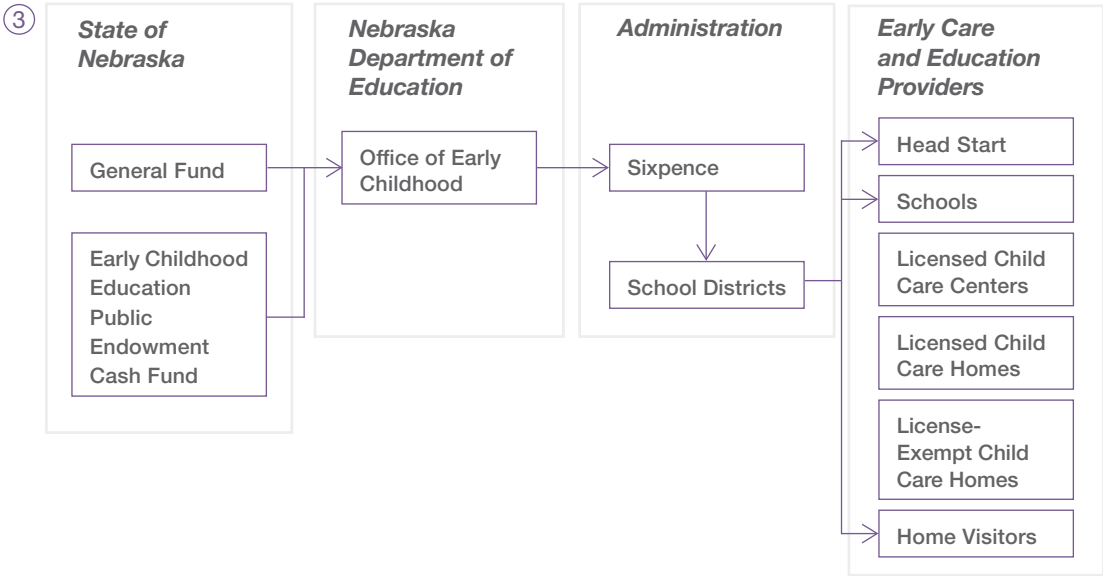 3
State of
Nebraska
General Fund
Early Childhood
Education
Public
Endowment
Cash Fund
Nebraska
Department of
Education
Office of Early
Childhood
Administration
Sixpence
School Districts
Early Care
and Education
Providers
Head Start
Schools
Licensed Child
Care Centers
Licensed Child
Care Homes
License-
Exempt Child
Care Homes
Home Visitors